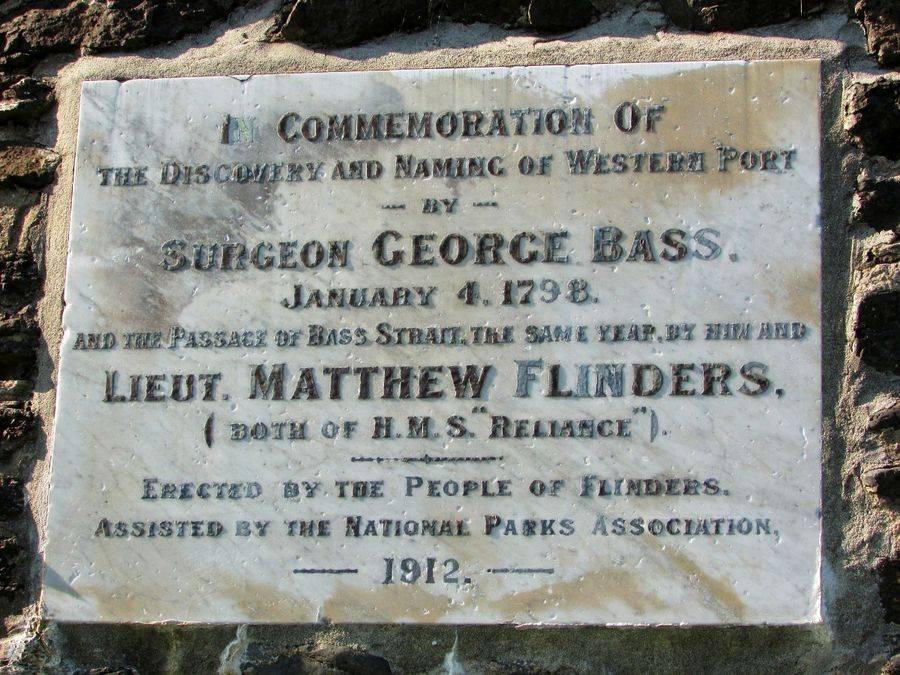 In Commemoration Of
the Discovery and Naming of Western Port
— by —
Surgeon George Bass.
January 4. 1798.
and the Passage of Bass Strait, the same year, by him and
Lieut. Matthew Flinders,
(both of H.M.S. "Reliance").
Erected by the People of Flinders.
Assisted by the National Parks Association,
— 1912. —